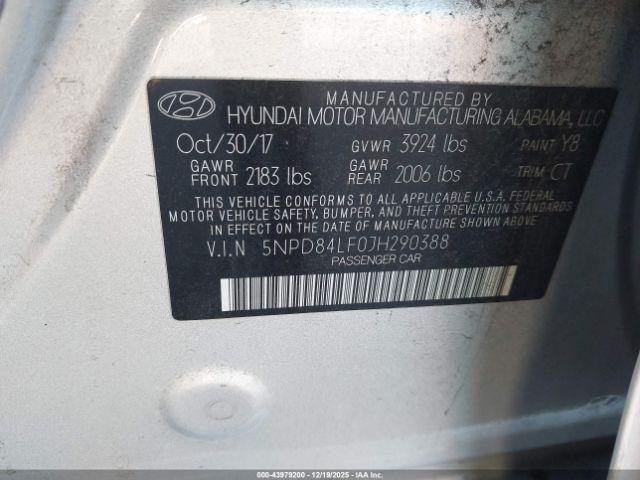 MANUFACTURED BY
HYUNDAI MOTOR MANUFACTURING ALABAMA, LLC
Oct/30/17 GVWR 3924 lbs PAINT Y8
GAWR FRONT 2183 lbs GAWR REAR 2006 lbs TRIM CT
THIS VEHICLE CONFORMS TO ALL APPLICABLE U.S.A. FEDERAL
MOTOR VEHICLE SAFETY, BUMPER, AND THEFT PREVENTION STANDARDS
IN EFFECT ON THE DATE OF MANUFACTURE SHOWN ABOVE.
V.I.N 5NPD84LF0JH290388
PASSENGER CAR
000-43979200 - 12/19/2025 - IAAI.COM